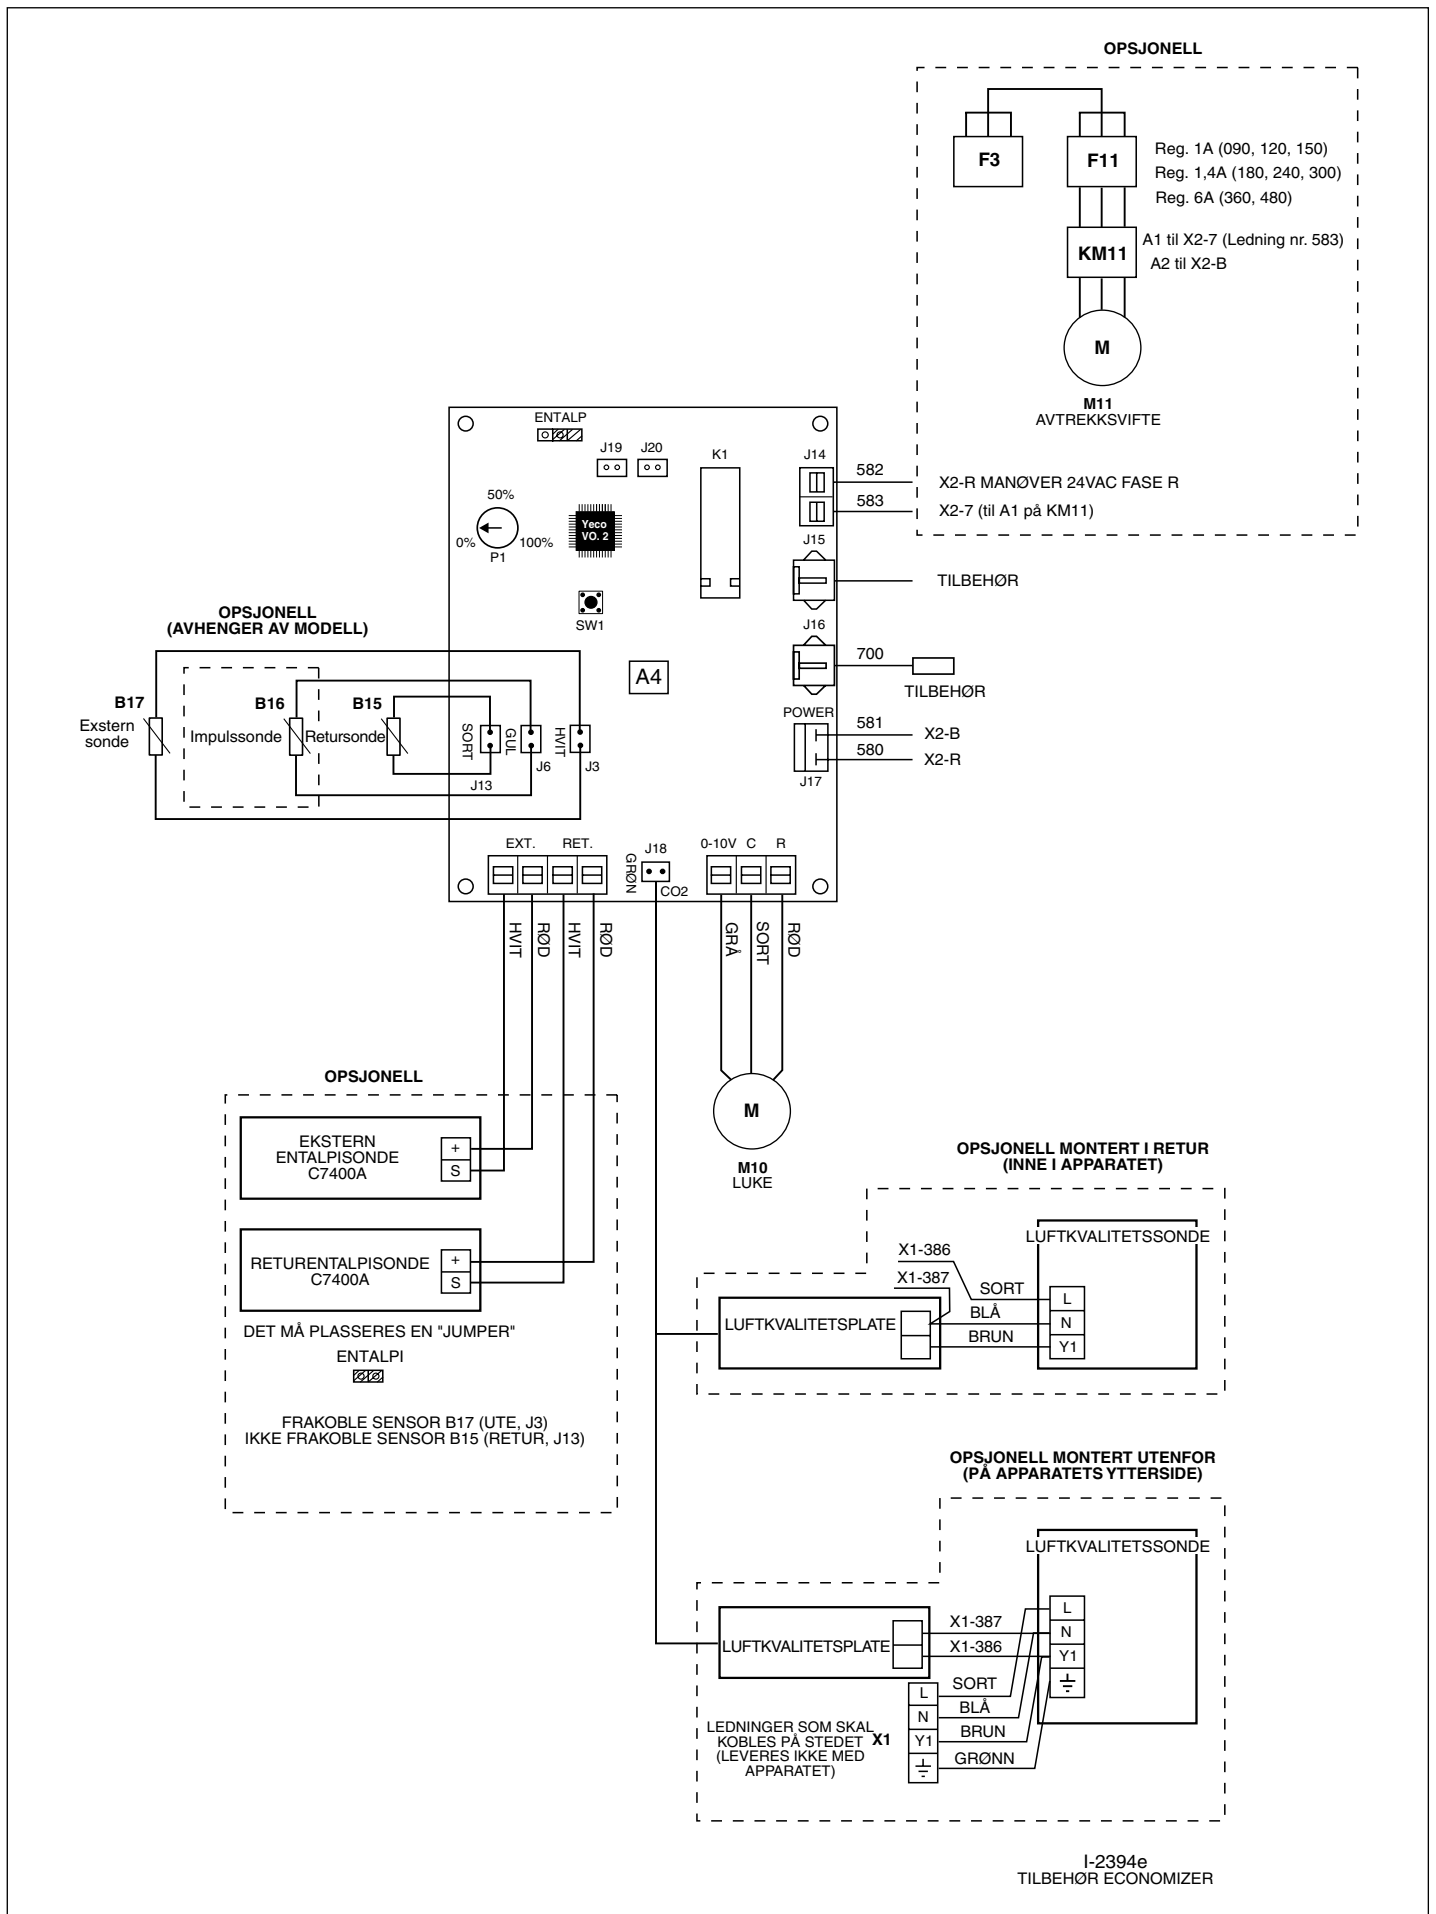 OPSJONELL
F3
F11
Reg. 1A (090, 120, 150)
Reg. 1,4A (180, 240, 300)
Reg. 6A (360, 480)
KM11
A1 til X2-7 (Ledning nr. 583)
A2 til X2-B
M
M11
AVTREKKSVIFTE
ENTALP
J19
J20
K1
J14
582
X2-R MANØVER 24VAC FASE R
583
X2-7 (til A1 på KM11)
50%
0%
100%
P1
Yeco
VO. 2
J15
TILBEHØR
SW1
J16
700
TILBEHØR
A4
OPSJONELL
(AVHENGER AV MODELL)
B17
Exstern
sonde
B16
Impulssonde
B15
Retursonde
SORT
GUL
HVIT
J13
J6
J3
POWER
581
X2-B
580
X2-R
J17
EXT.
RET.
GRØN
J18
CO2
0-10V
C
R
HVIT
RØD
HVIT
RØD
GRÅ
SORT
RØD
M
M10
LUKE
OPSJONELL
EKSTERN
ENTALPISONDE
C7400A
+
S
RETURENTALPISONDE
C7400A
+
S
DET MÅ PLASSERES EN "JUMPER"
ENTALPI
FRAKOBLE SENSOR B17 (UTE, J3)
IKKE FRAKOBLE SENSOR B15 (RETUR, J13)
OPSJONELL MONTERT I RETUR
(INNE I APPARATET)
LUFTKVALITETSSONDE
X1-386
X1-387
SORT
BLÅ
BRUN
L
N
Y1
LUFTKVALITETSPLATE
OPSJONELL MONTERT UTENFOR
(PÅ APPARATETS YTTERSIDE)
LUFTKVALITETSSONDE
LUFTKVALITETSPLATE
X1-387
X1-386
L
N
Y1
LEDNINGER SOM SKAL
KOBLES PÅ STEDET
(LEVERES IKKE MED
APPARATET)
X1
L
N
Y1
SORT
BLÅ
BRUN
GRØNN
I-2394e
TILBEHØR ECONOMIZER